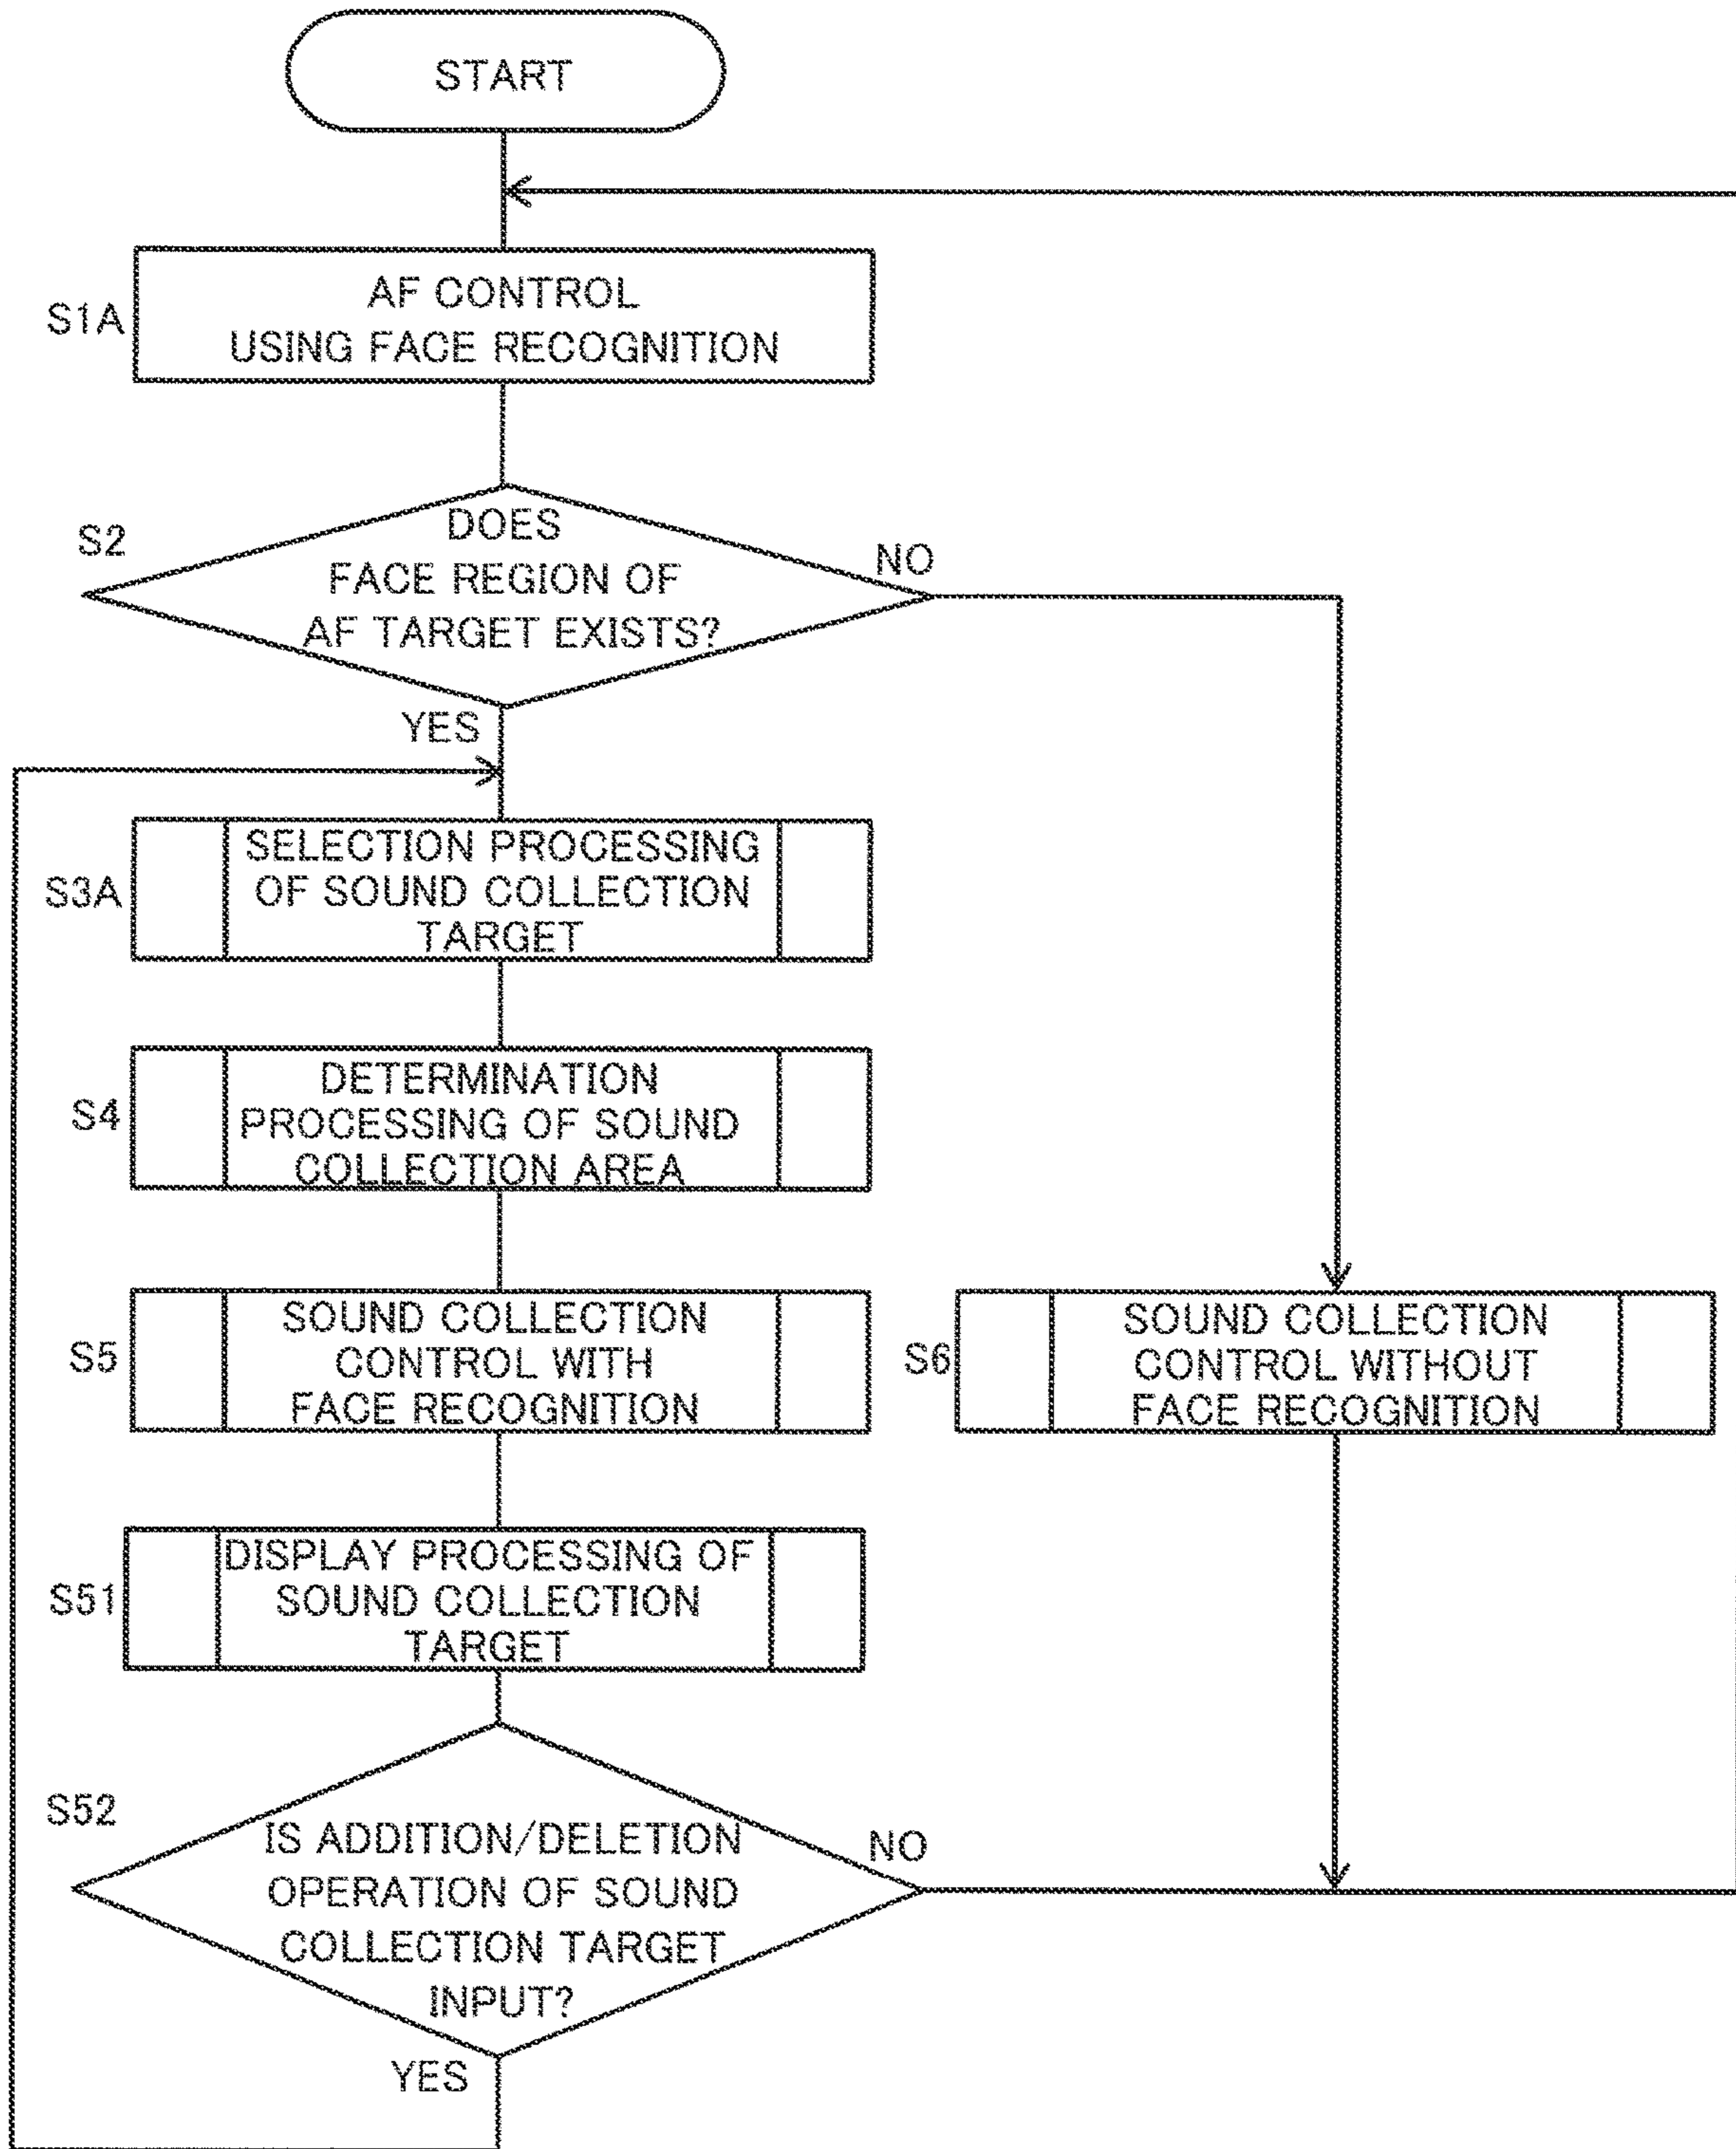 START
S1A
AF CONTROL
USING FACE RECOGNITION
S2
DOES
FACE REGION OF
AF TARGET EXISTS?
NO
YES
S3A
SELECTION PROCESSING
OF SOUND COLLECTION
TARGET
S4
DETERMINATION
PROCESSING OF SOUND
COLLECTION AREA
S5
SOUND COLLECTION
CONTROL WITH
FACE RECOGNITION
S6
SOUND COLLECTION
CONTROL WITHOUT
FACE RECOGNITION
S51
DISPLAY PROCESSING OF
SOUND COLLECTION
TARGET
S52
IS ADDITION/DELETION
OPERATION OF SOUND
COLLECTION TARGET
INPUT?
NO
YES